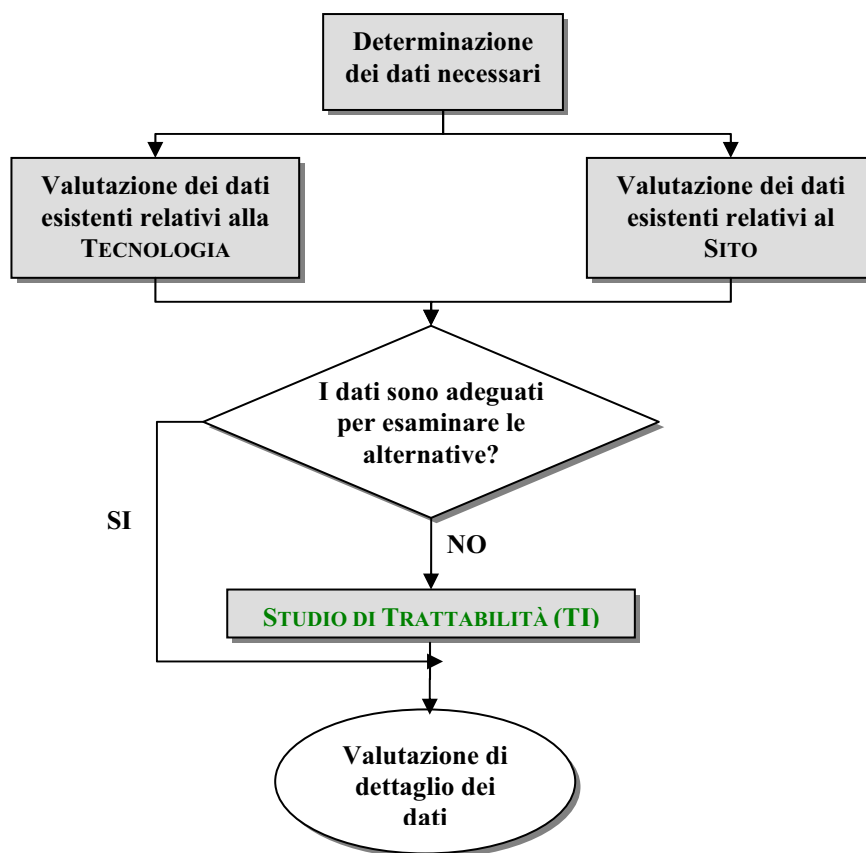 Determinazione
dei dati necessari
Valutazione dei dati
esistenti relativi alla
TECNOLOGIA
Valutazione dei dati
esistenti relativi al
SITO
I dati sono adeguati
per esaminare le
alternative?
SI
NO
STUDIO DI TRATTABILITÀ (TI)
Valutazione di
dettaglio dei
dati